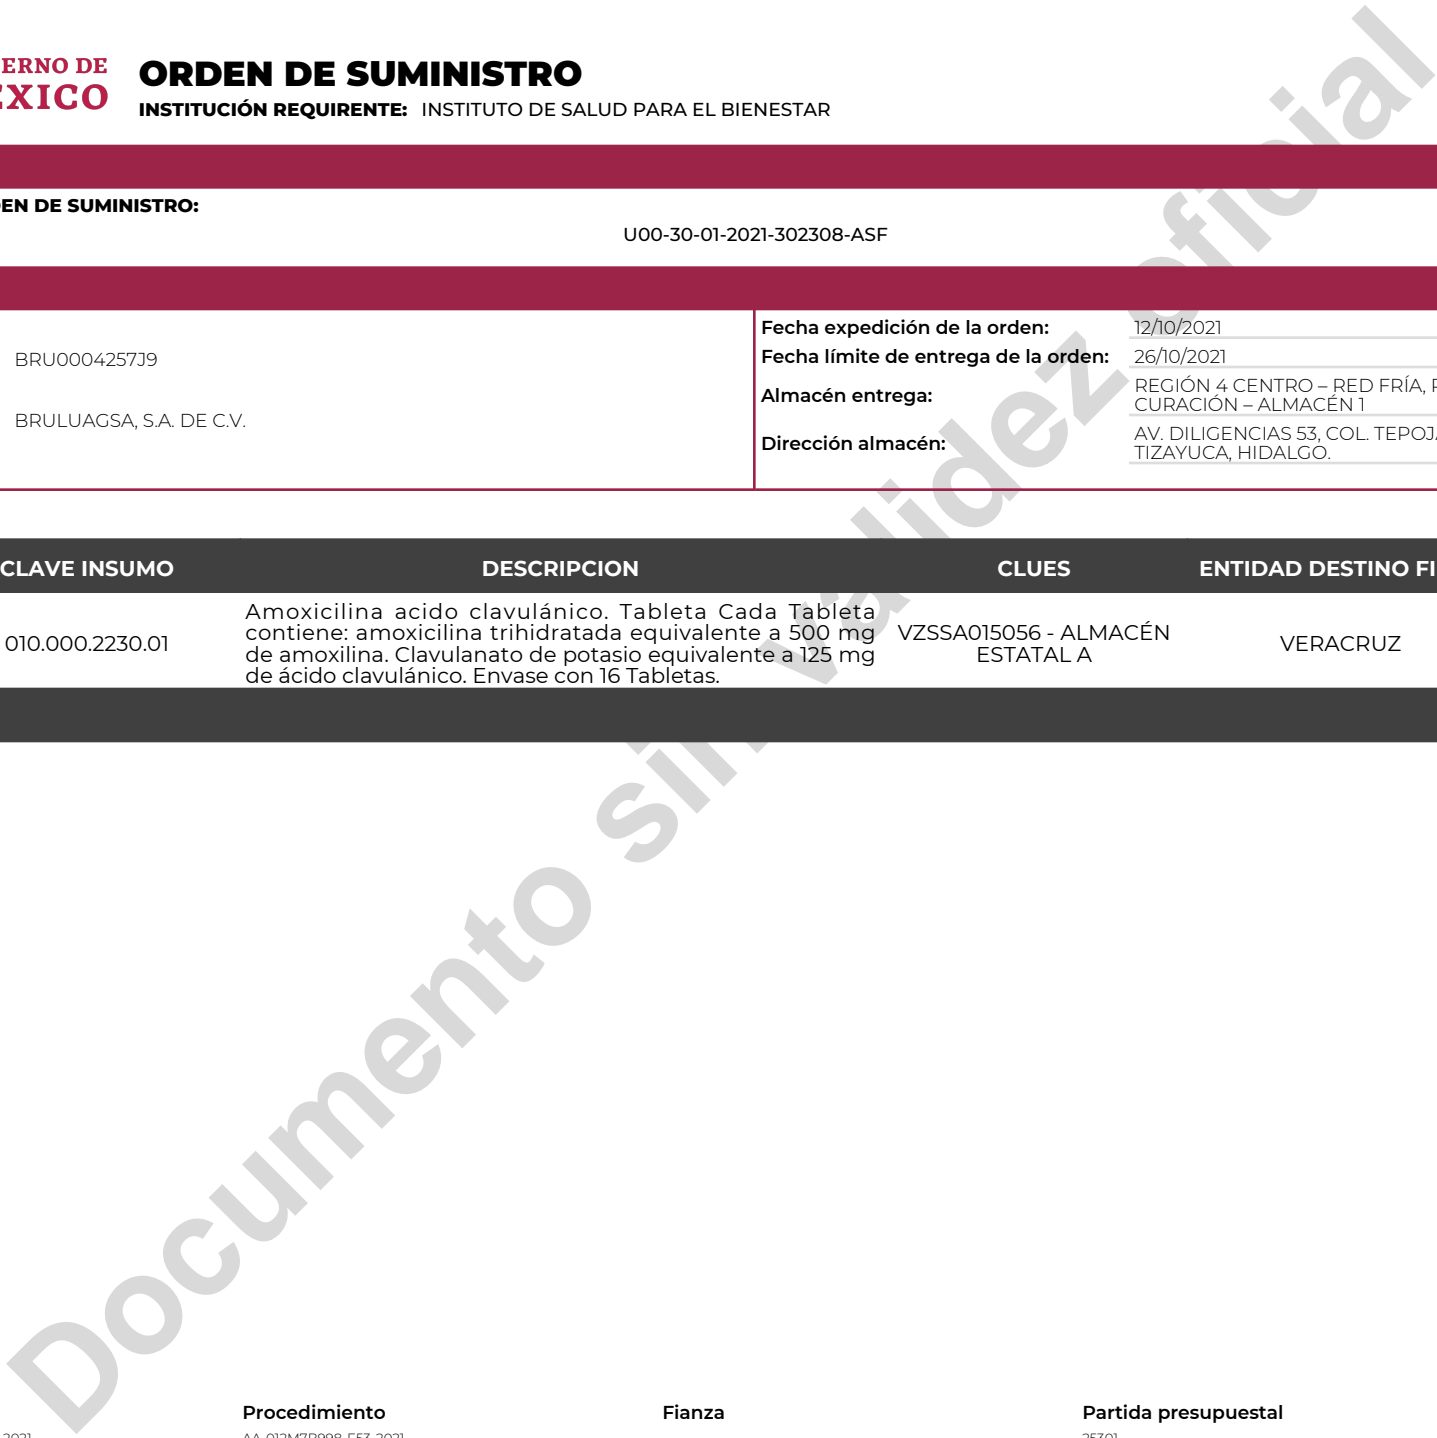 ERNO DE
ORDEN DE SUMINISTRO
EXICO
INSTITUCIÓN REQUIRENTE: INSTITUTO DE SALUD PARA EL BIENESTAR
EN DE SUMINISTRO:
U00-30-01-2021-302308-ASF
BRU0004257J9
BRULUAGSA, S.A. DE C.V.
Fecha expedición de la orden: 12/10/2021
Fecha límite de entrega de la orden: 26/10/2021
Almacén entrega: REGIÓN 4 CENTRO – RED FRÍA,
CURACIÓN – ALMACÉN 1
Dirección almacén: AV. DILIGENCIAS 53, COL. TEPOJ
TIZAYUCA, HIDALGO.
CLAVE INSUMO DESCRIPCION CLUES ENTIDAD DESTINO FI
010.000.2230.01
Amoxicilina acido clavulánico. Tableta Cada Tableta
contiene: amoxicilina trihidratada equivalente a 500 mg
de amoxilina. Clavulanato de potasio equivalente a 125 mg
de ácido clavulánico. Envase con 16 Tabletas.
VZSSA015056 - ALMACÉN
ESTATAL A
VERACRUZ
Documento sin validez oficial
Procedimiento Fianza Partida presupuestal